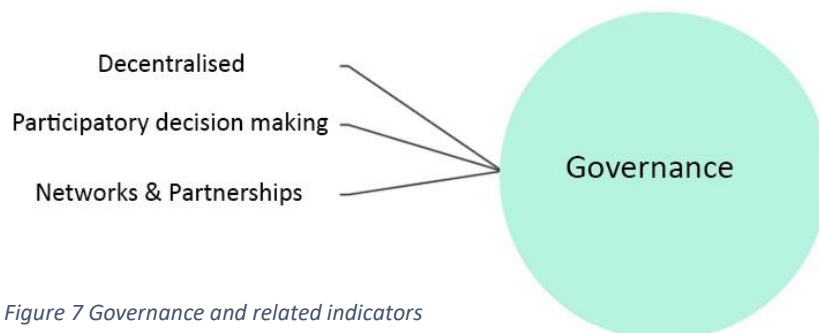 Decentralised
Participatory decision making
Networks & Partnerships
Governance
Figure 7 Governance and related indicators